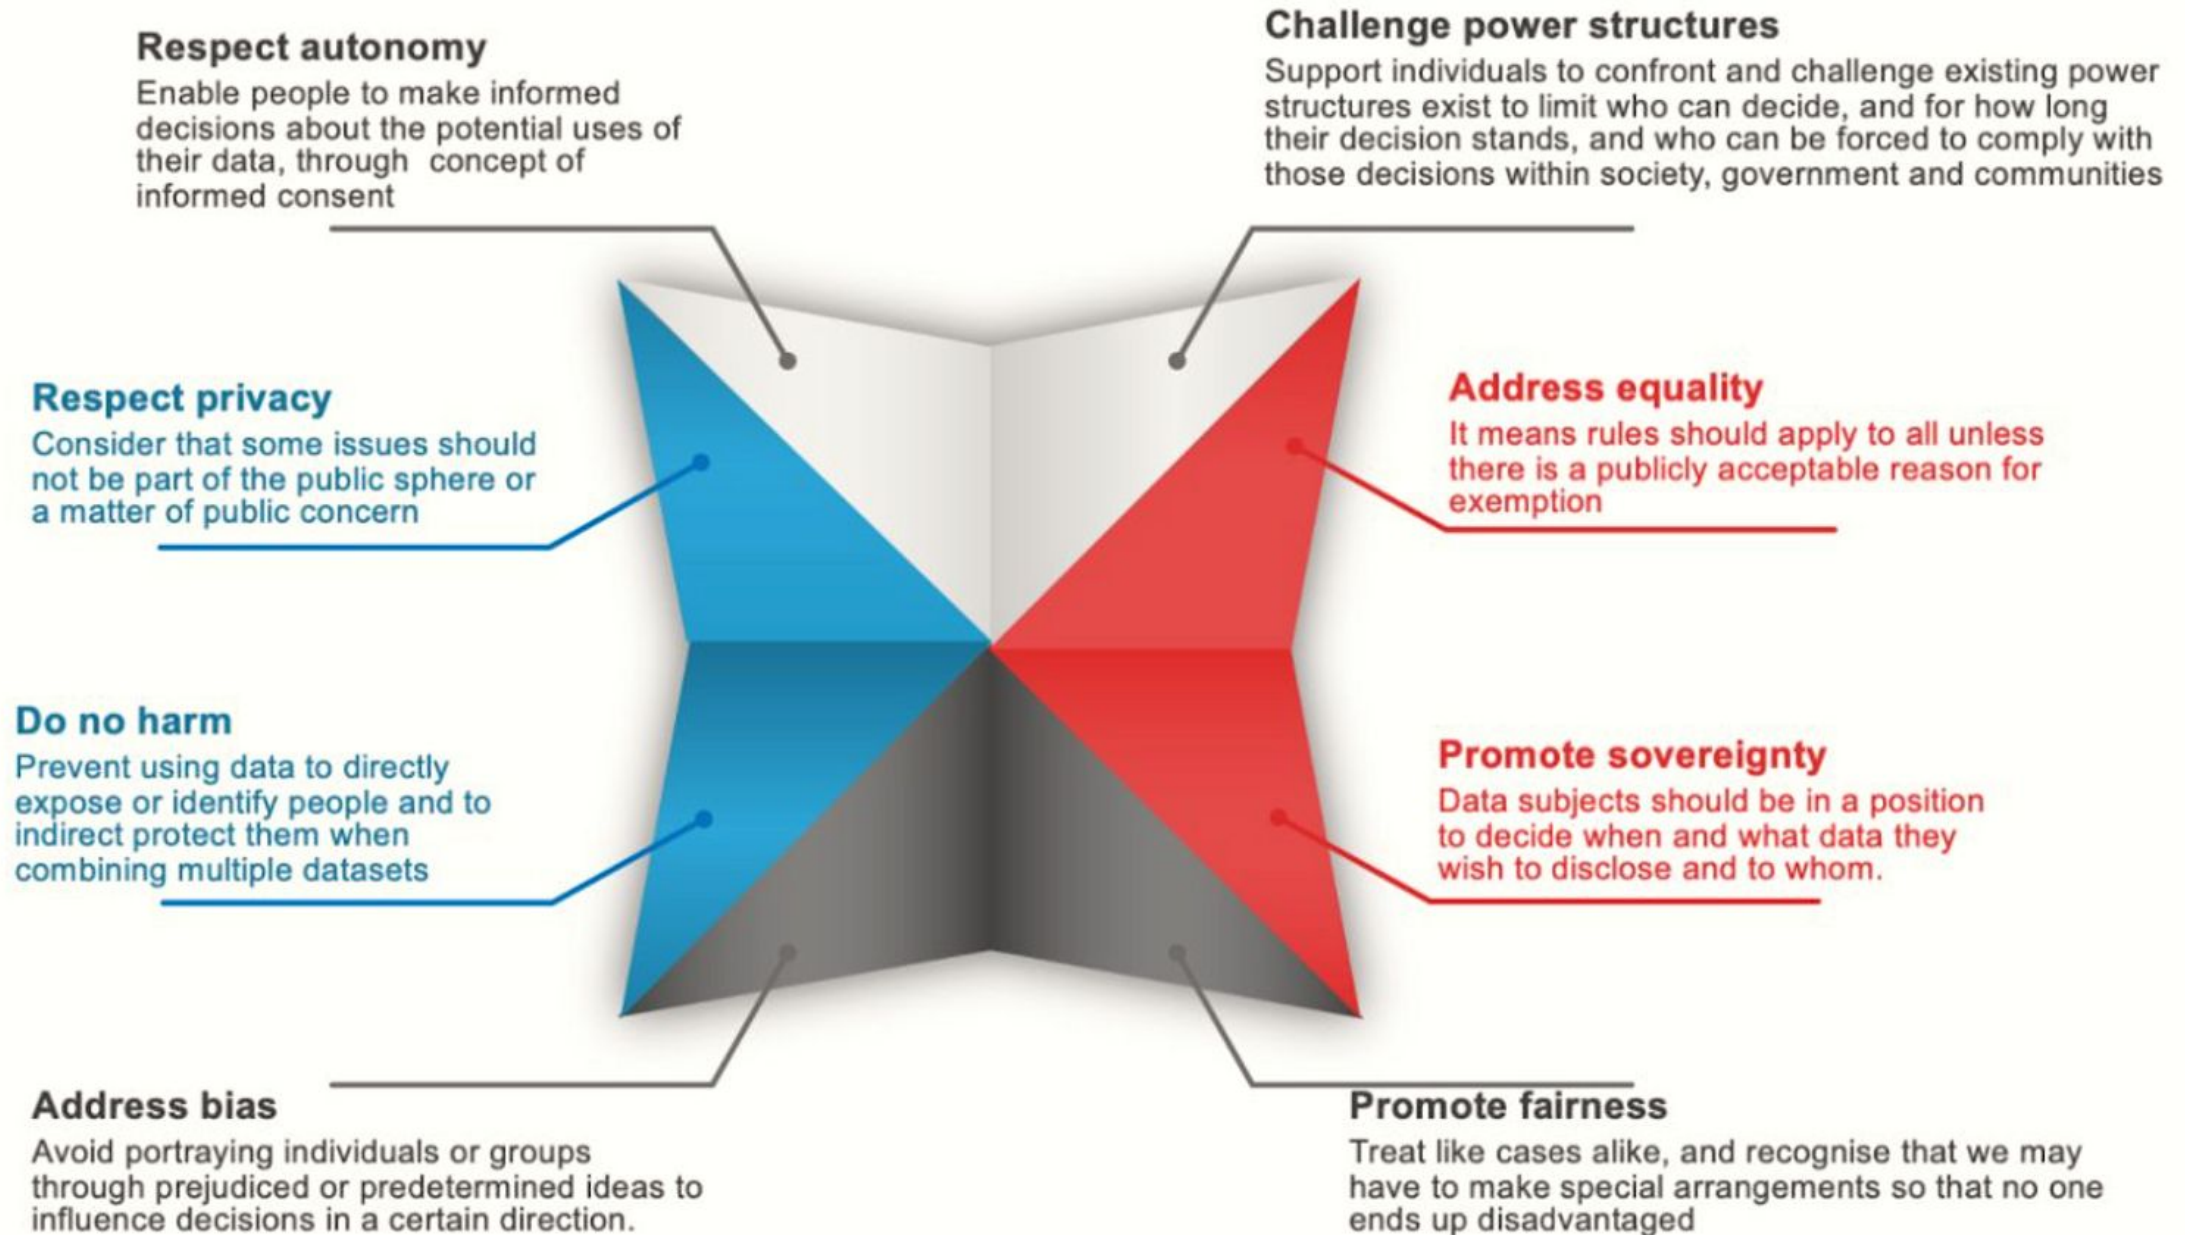 Respect autonomy
Enable people to make informed
decisions about the potential uses of
their data, through  concept of
informed consent
Challenge power structures
Support individuals to confront and challenge existing power
structures exist to limit who can decide, and for how long
their decision stands, and who can be forced to comply with
those decisions within society, government and communities
Respect privacy
Consider that some issues should
not be part of the public sphere or
a matter of public concern
Address equality
It means rules should apply to all unless
there is a publicly acceptable reason for
exemption
Do no harm
Prevent using data to directly
expose or identify people and to
indirect protect them when
combining multiple datasets
Promote sovereignty
Data subjects should be in a position
to decide when and what data they
wish to disclose and to whom.
Address bias
Avoid portraying individuals or groups
through prejudiced or predetermined ideas to
influence decisions in a certain direction.
Promote fairness
Treat like cases alike, and recognise that we may
have to make special arrangements so that no one
ends up disadvantaged